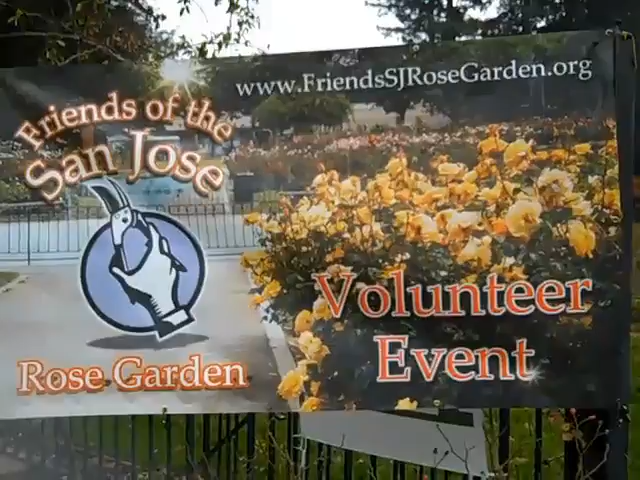 www.FriendsSJRoseGarden.org
Friends of the
San Jose
Rose Garden
Volunteer
Event